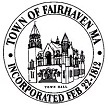 TOWN OF FAIRHAVEN MA
TOWN HALL
INCORPORATED FEB 22, 1812